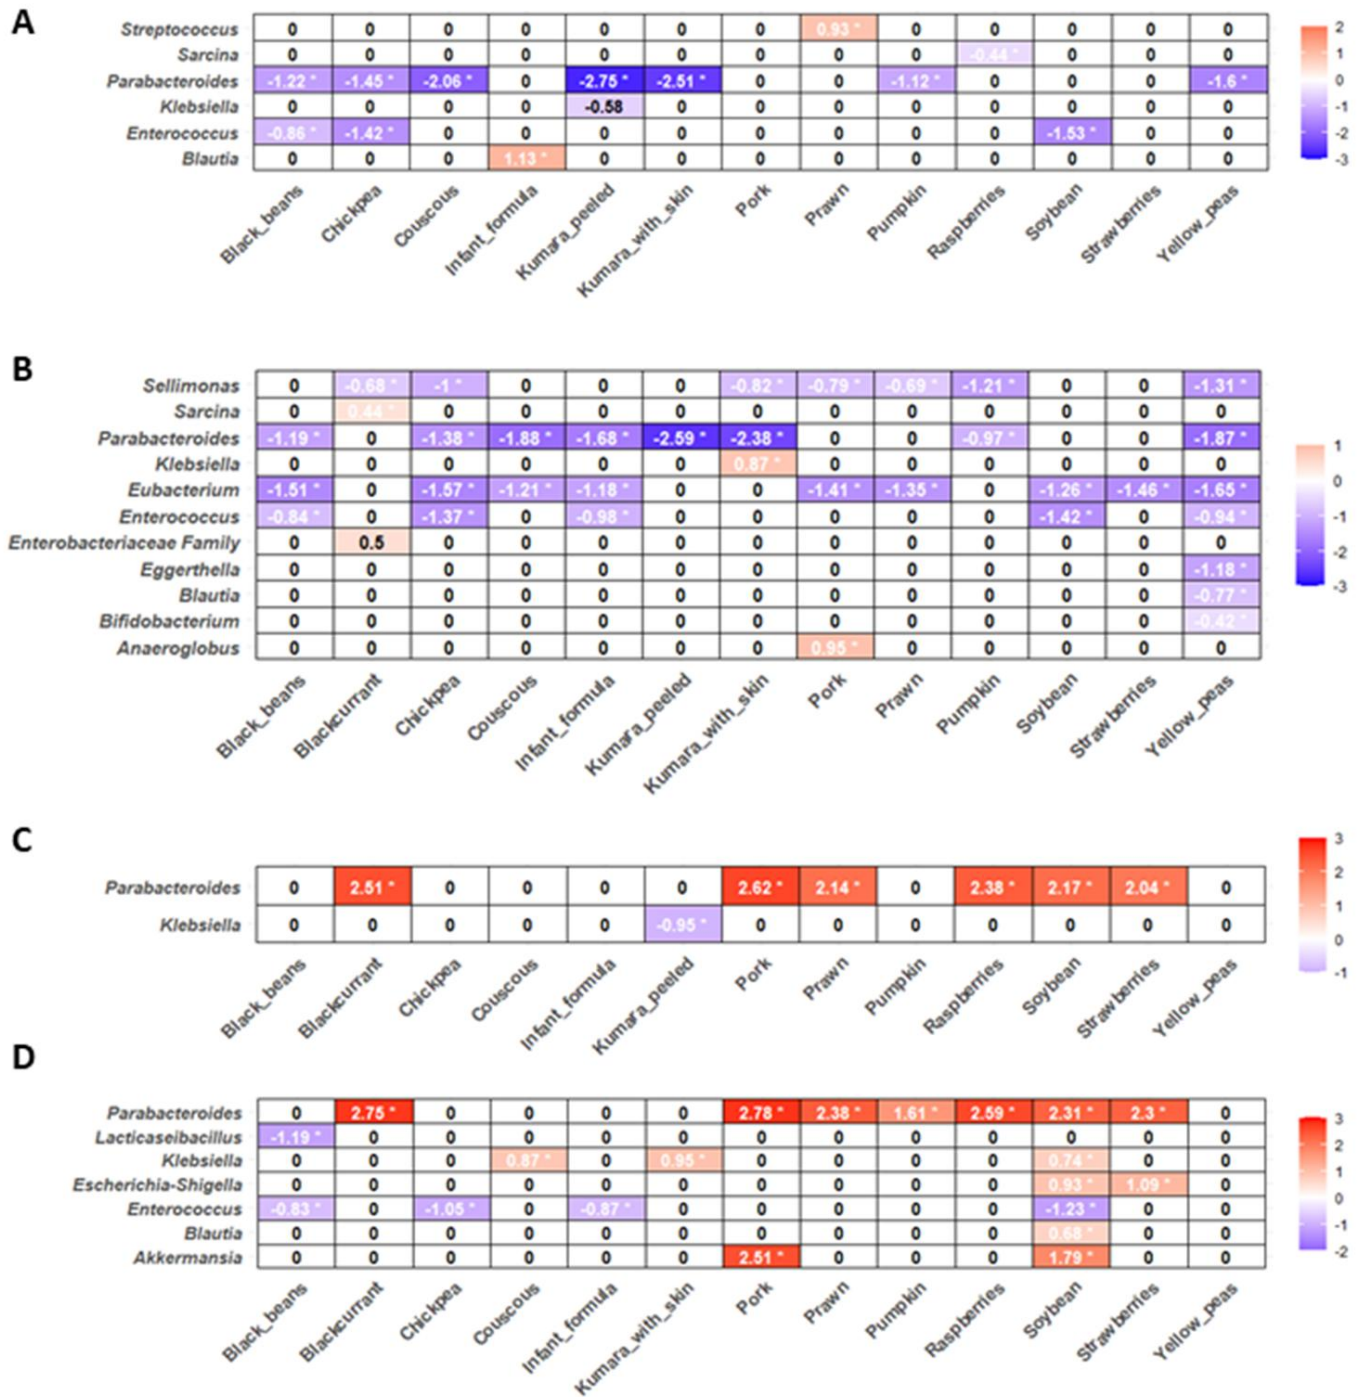 A
Streptococcus 0 0 0 0 0 0 0 0.93 * 0 0 0 0 0
Sarcina 0 0 0 0 0 0 0 0 0 -0.44 * 0 0 0
Parabacteroides -1.22 * -1.45 * -2.06 * 0 -2.75 * -2.51 * 0 0 -1.12 * 0 0 0 -1.6 *
Klebsiella 0 0 0 0 -0.58 0 0 0 0 0 0 0 0
Enterococcus -0.86 * -1.42 * 0 0 0 0 0 0 0 0 -1.53 * 0 0
Blautia 0 0 0 1.13 * 0 0 0 0 0 0 0 0 0
Black_beans Chickpea Couscous Infant_formula Kumara_peeled Kumara_with_skin Pork Prawn Pumpkin Raspberries Soybean Strawberries Yellow_peas
2
1
0
-1
-2
-3
B
Sellimonas 0 -0.68 * -1 * 0 0 0 -0.82 * -0.79 * -0.69 * -1.21 * 0 0 -1.31 *
Sarcina 0 0.44 * 0 0 0 0 0 0 0 0 0 0 0
Parabacteroides -1.19 * 0 -1.38 * -1.88 * -1.68 * -2.59 * -2.38 * 0 0 -0.97 * 0 0 -1.87 *
Klebsiella 0 0 0 0 0 0 0.87 * 0 0 0 0 0 0
Eubacterium -1.51 * 0 -1.57 * -1.21 * -1.18 * 0 0 -1.41 * -1.35 * 0 -1.26 * -1.46 * -1.65 *
Enterococcus -0.84 * 0 -1.37 * 0 -0.98 * 0 0 0 0 0 -1.42 * 0 -0.94 *
Enterobacteriaceae Family 0 0.5 0 0 0 0 0 0 0 0 0 0 0
Eggerthella 0 0 0 0 0 0 0 0 0 0 0 0 -1.18 *
Blautia 0 0 0 0 0 0 0 0 0 0 0 0 -0.77 *
Bifidobacterium 0 0 0 0 0 0 0 0 0 0 0 0 -0.42 *
Anaeroglobus 0 0 0 0 0 0 0 0.95 * 0 0 0 0 0
Black_beans Blackcurrant Chickpea Couscous Infant_formula Kumara_peeled Kumara_with_skin Pork Prawn Pumpkin Soybean Strawberries Yellow_peas
1
0
-1
-2
-3
C
Parabacteroides 0 2.51 * 0 0 0 0 2.62 * 2.14 * 0 2.38 * 2.17 * 2.04 * 0
Klebsiella 0 0 0 0 0 -0.95 * 0 0 0 0 0 0 0
Black_beans Blackcurrant Chickpea Couscous Infant_formula Kumara_peeled Pork Prawn Pumpkin Raspberries Soybean Strawberries Yellow_peas
3
2
1
0
-1
D
Parabacteroides 0 2.75 * 0 0 0 0 2.78 * 2.38 * 1.61 * 2.59 * 2.31 * 2.3 * 0
Lacticaseibacillus -1.19 * 0 0 0 0 0 0 0 0 0 0 0 0
Klebsiella 0 0 0 0.87 * 0 0.95 * 0 0 0 0 0.74 * 0 0
Escherichia-Shigella 0 0 0 0 0 0 0 0 0 0 0.93 * 1.09 * 0
Enterococcus -0.83 * 0 -1.05 * 0 -0.87 * 0 0 0 0 0 -1.23 * 0 0
Blautia 0 0 0 0 0 0 0 0 0 0 0.68 * 0 0
Akkermansia 0 0 0 0 0 0 2.51 * 0 0 0 1.79 * 0 0
Black_beans Blackcurrant Chickpea Couscous Infant_formula Kumara_with_skin Pork Prawn Pumpkin Raspberries Soybean Strawberries Yellow_peas
3
2
1
0
-1
-2